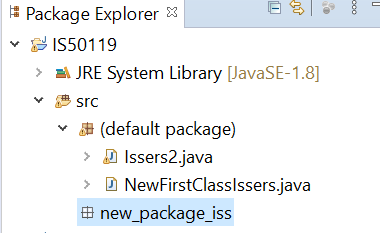 Package Explorer
IS50119
JRE System Library [JavaSE-1.8]
src
(default package)
Issers2.java
NewFirstClassIssers.java
new_package_iss